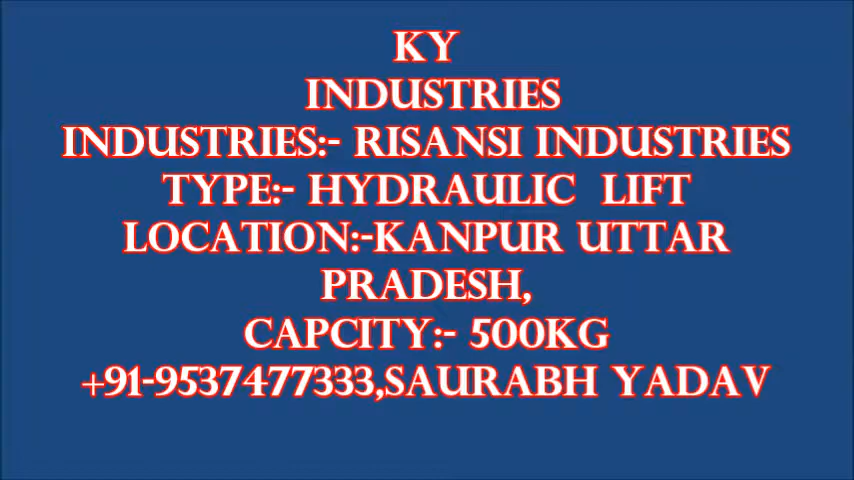 KY
INDUSTRIES
INDUSTRIES:- RISANSI INDUSTRIES
TYPE:- HYDRAULIC LIFT
LOCATION:-KANPUR UTTAR
PRADESH,
CAPCITY:- 500KG
+91-9537477333,SAURABH YADAV